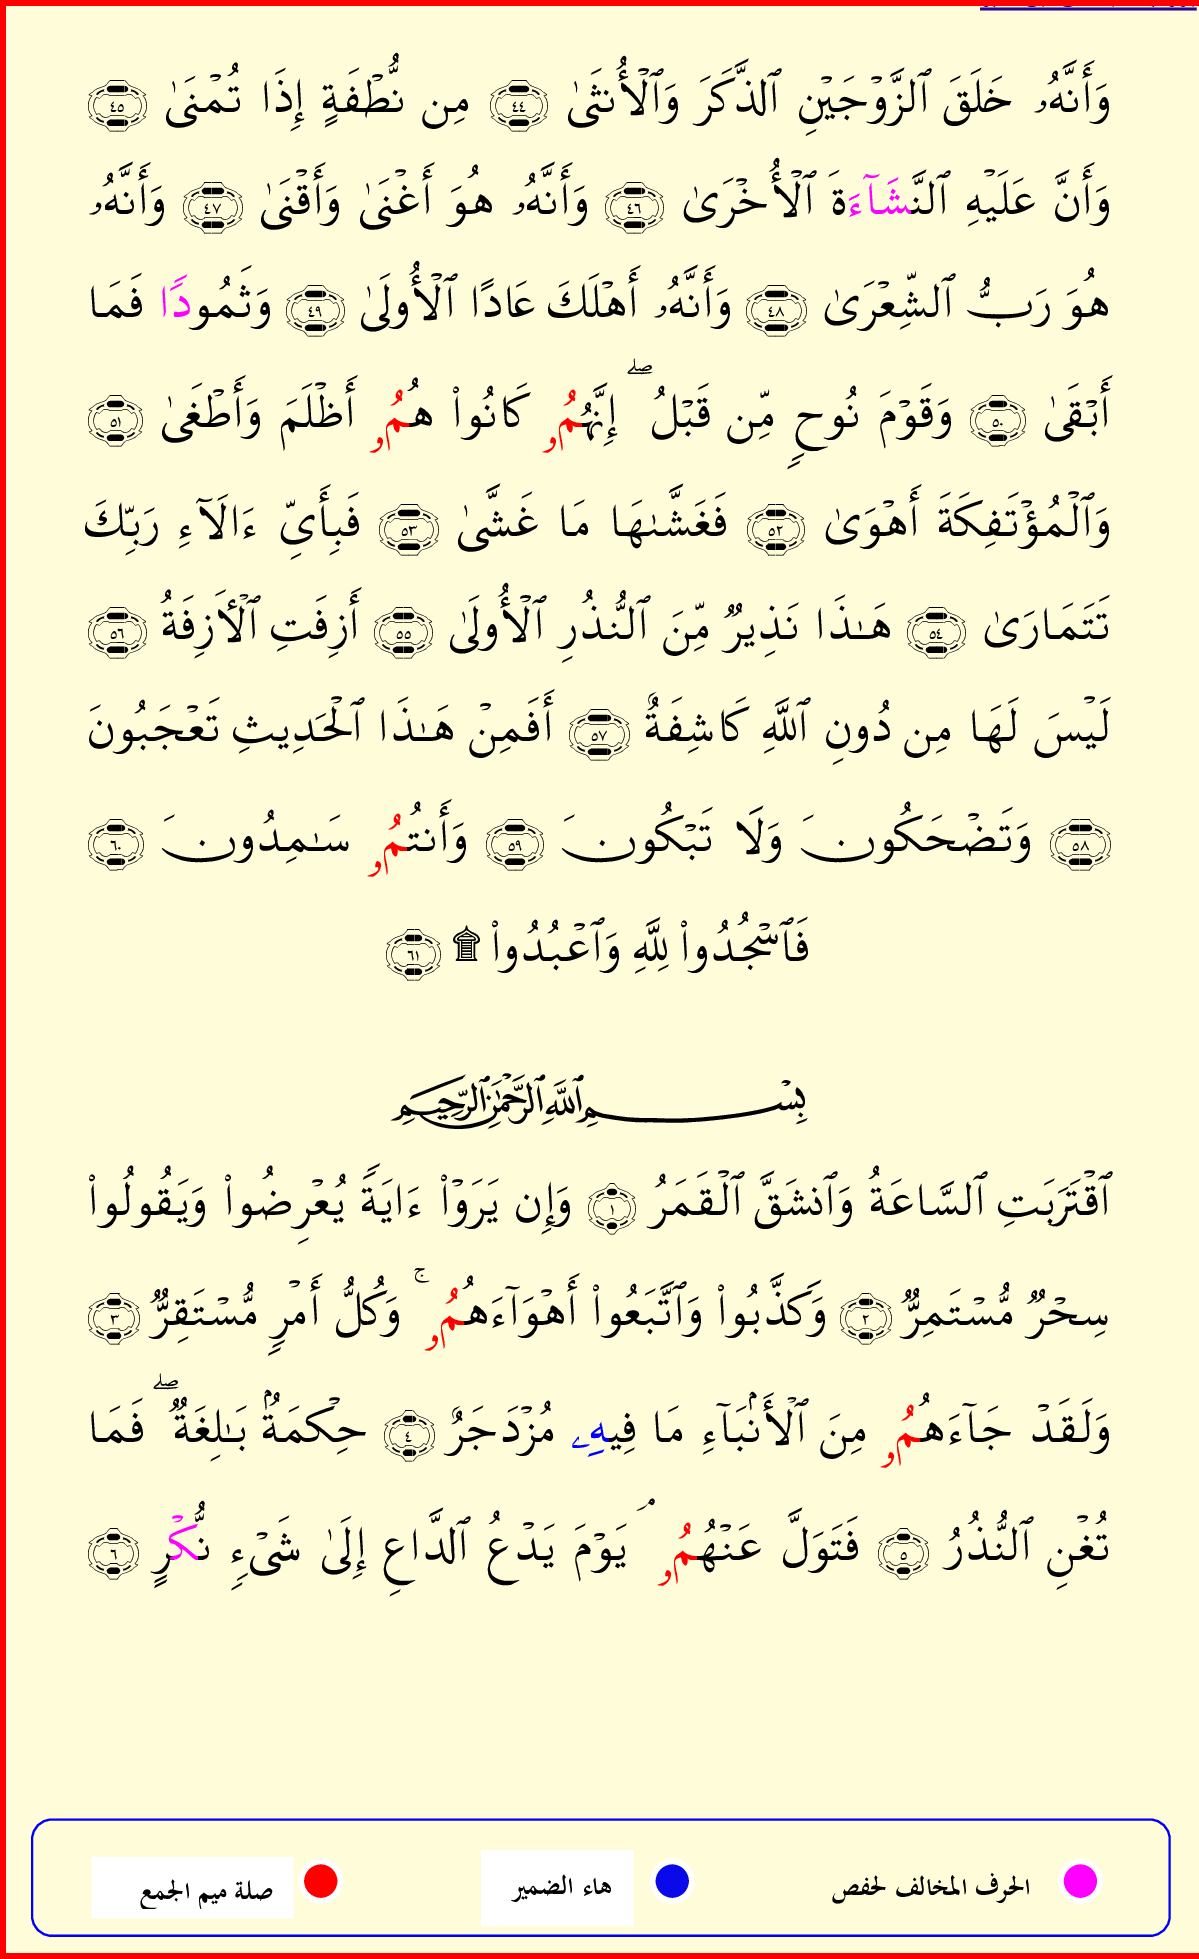 وَأَنَّهُۥ خَلَقَ ٱلزَّوْجَيْنِ ٱلذَّكَرَ وَٱلْأُنثَىٰ ٤٤ مِن نُّطْفَةٍ إِذَا تُمْنَىٰ ٤٥
وَأَنَّ عَلَيْهِ ٱلنَّشَآءَةَ ٱلْأُخْرَىٰ ٤٦ وَأَنَّهُۥ هُوَ أَغْنَىٰ وَأَقْنَىٰ ٤٧ وَأَنَّهُۥ
هُوَ رَبُّ ٱلشِّعْرَىٰ ٤٨ وَأَنَّهُۥ أَهْلَكَ عَادًا ٱلْأُولَىٰ ٤٩ وَثَمُودًا فَمَا
أَبْقَىٰ ٥٠ وَقَوْمَ نُوحٍ مِّن قَبْلُ ۖ إِنَّهُمُۥ كَانُوا۟ هُمُۥ أَظْلَمَ وَأَطْغَىٰ ٥١
وَٱلْمُؤْتَفِكَةَ أَهْوَىٰ ٥٢ فَغَشَّىٰهَا مَا غَشَّىٰ ٥٣ فَبِأَىِّ ءَالَآءِ رَبِّكَ
تَتَمَارَىٰ ٥٤ هَـٰذَا نَذِيرٌ مِّنَ ٱلنُّذُرِ ٱلْأُولَىٰ ٥٥ أَزِفَتِ ٱلْـَٔازِفَةُ ٥٦
لَيْسَ لَهَا مِن دُونِ ٱللَّهِ كَاشِفَةٌ ٥٧ أَفَمِنْ هَـٰذَا ٱلْحَدِيثِ تَعْجَبُونَ
٥٨ وَتَضْحَكُونَ وَلَا تَبْكُونَ ٥٩ وَأَنتُمُۥ سَـٰمِدُونَ ٦٠
فَٱسْجُدُوا۟ لِلَّهِ وَٱعْبُدُوا۟ ۩ ٦١
بِسْمِ ٱللَّهِ ٱلرَّحْمَـٰنِ ٱلرَّحِيمِ
ٱقْتَرَبَتِ ٱلسَّاعَةُ وَٱنشَقَّ ٱلْقَمَرُ ١ وَإِن يَرَوْا۟ ءَايَةً يُعْرِضُوا۟ وَيَقُولُوا۟
سِحْرٌ مُّسْتَمِرٌّ ٢ وَكَذَّبُوا۟ وَٱتَّبَعُوا۟ أَهْوَآءَهُمُۥ ۚ وَكُلُّ أَمْرٍ مُّسْتَقِرٌّ ٣
وَلَقَدْ جَآءَهُمُۥ مِنَ ٱلْأَنۢبَآءِ مَا فِيهِۦ مُزْدَجَرٌ ٤ حِكْمَةٌۢ بَـٰلِغَةٌ ۖ فَمَا
تُغْنِ ٱلنُّذُرُ ٥ فَتَوَلَّ عَنْهُمُۥ ۘ يَوْمَ يَدْعُ ٱلدَّاعِ إِلَىٰ شَىْءٍ نُّكْرٍ ٦
الحرف المخالف لحفص هاء الضمير صلة ميم الجمع